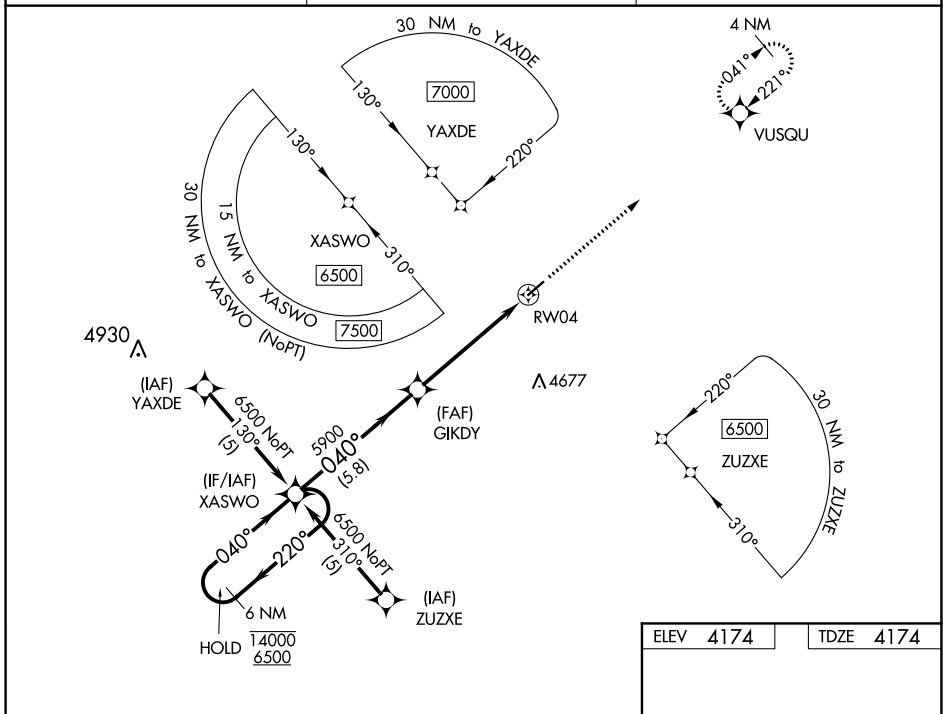 30 NM to YAXDE
130°
7000
YAXDE
220°
4 NM
041°
221°
VUSQU
130°
30 NM to XASWO (NoPT)
15 NM to XASWO
XASWO
6500
310°
7500
RW04
4930
4677
(IAF)
YAXDE
6500 NoPT
130°
(5)
(FAF)
GIKDY
5900
040°
(5.8)
(IF/IAF)
XASWO
040°
220°
6500 NoPT
310°
(5)
(IAF)
ZUZXE
6 NM
HOLD
14000
6500
220°
6500
ZUZXE
30 NM to ZUZXE
310°
ELEV 4174
TDZE 4174